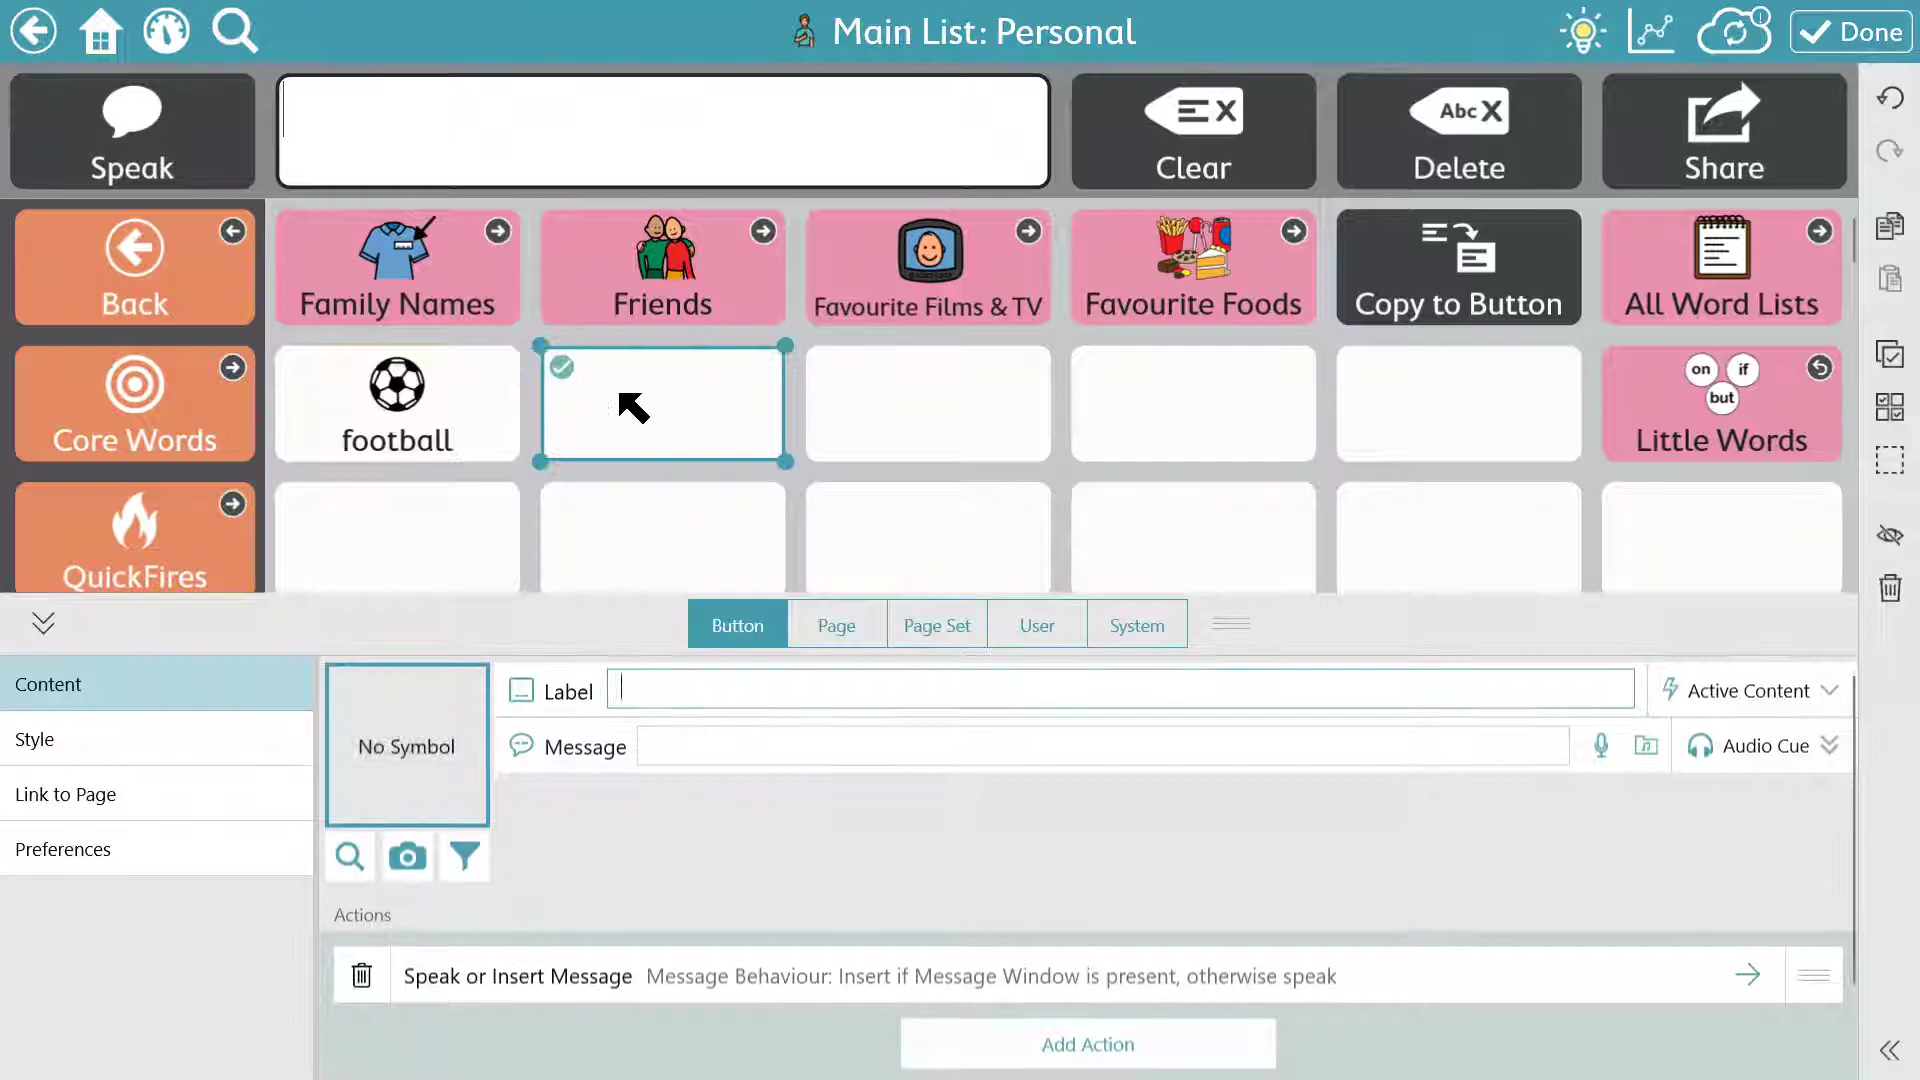 Main List: Personal
Done
Speak
Clear
Abc X
Delete
Share
Back
Family Names
Friends
Favourite Films & TV
Favourite Foods
Copy to Button
All Word Lists
Core Words
football
on
if
but
Little Words
QuickFires
Button
Page
Page Set
User
System
Content
Style
Link to Page
Preferences
No Symbol
Label
Active Content
Message
Audio Cue
Actions
Speak or Insert Message Message Behaviour: Insert if Message Window is present, otherwise speak
Add Action